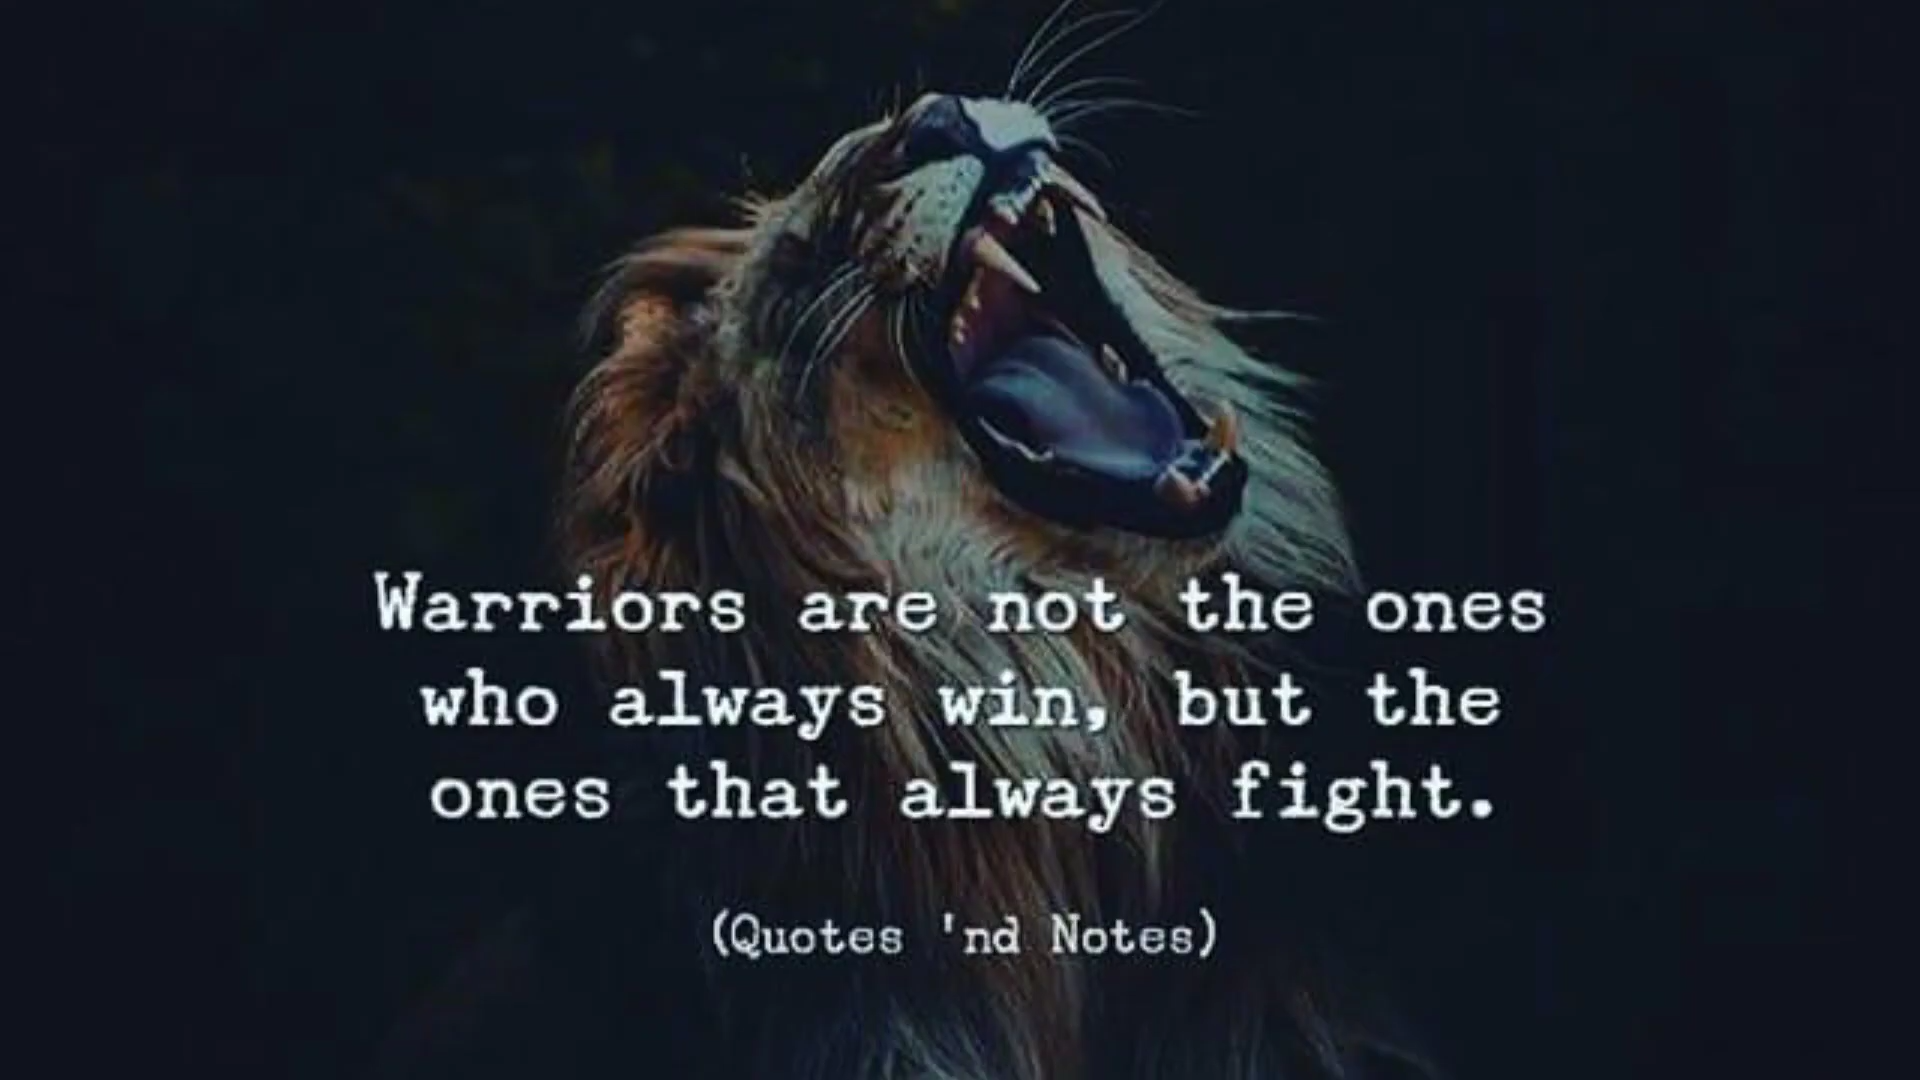 Warriors are not the ones
who always win, but the
ones that always fight.
(Quotes 'nd Notes)